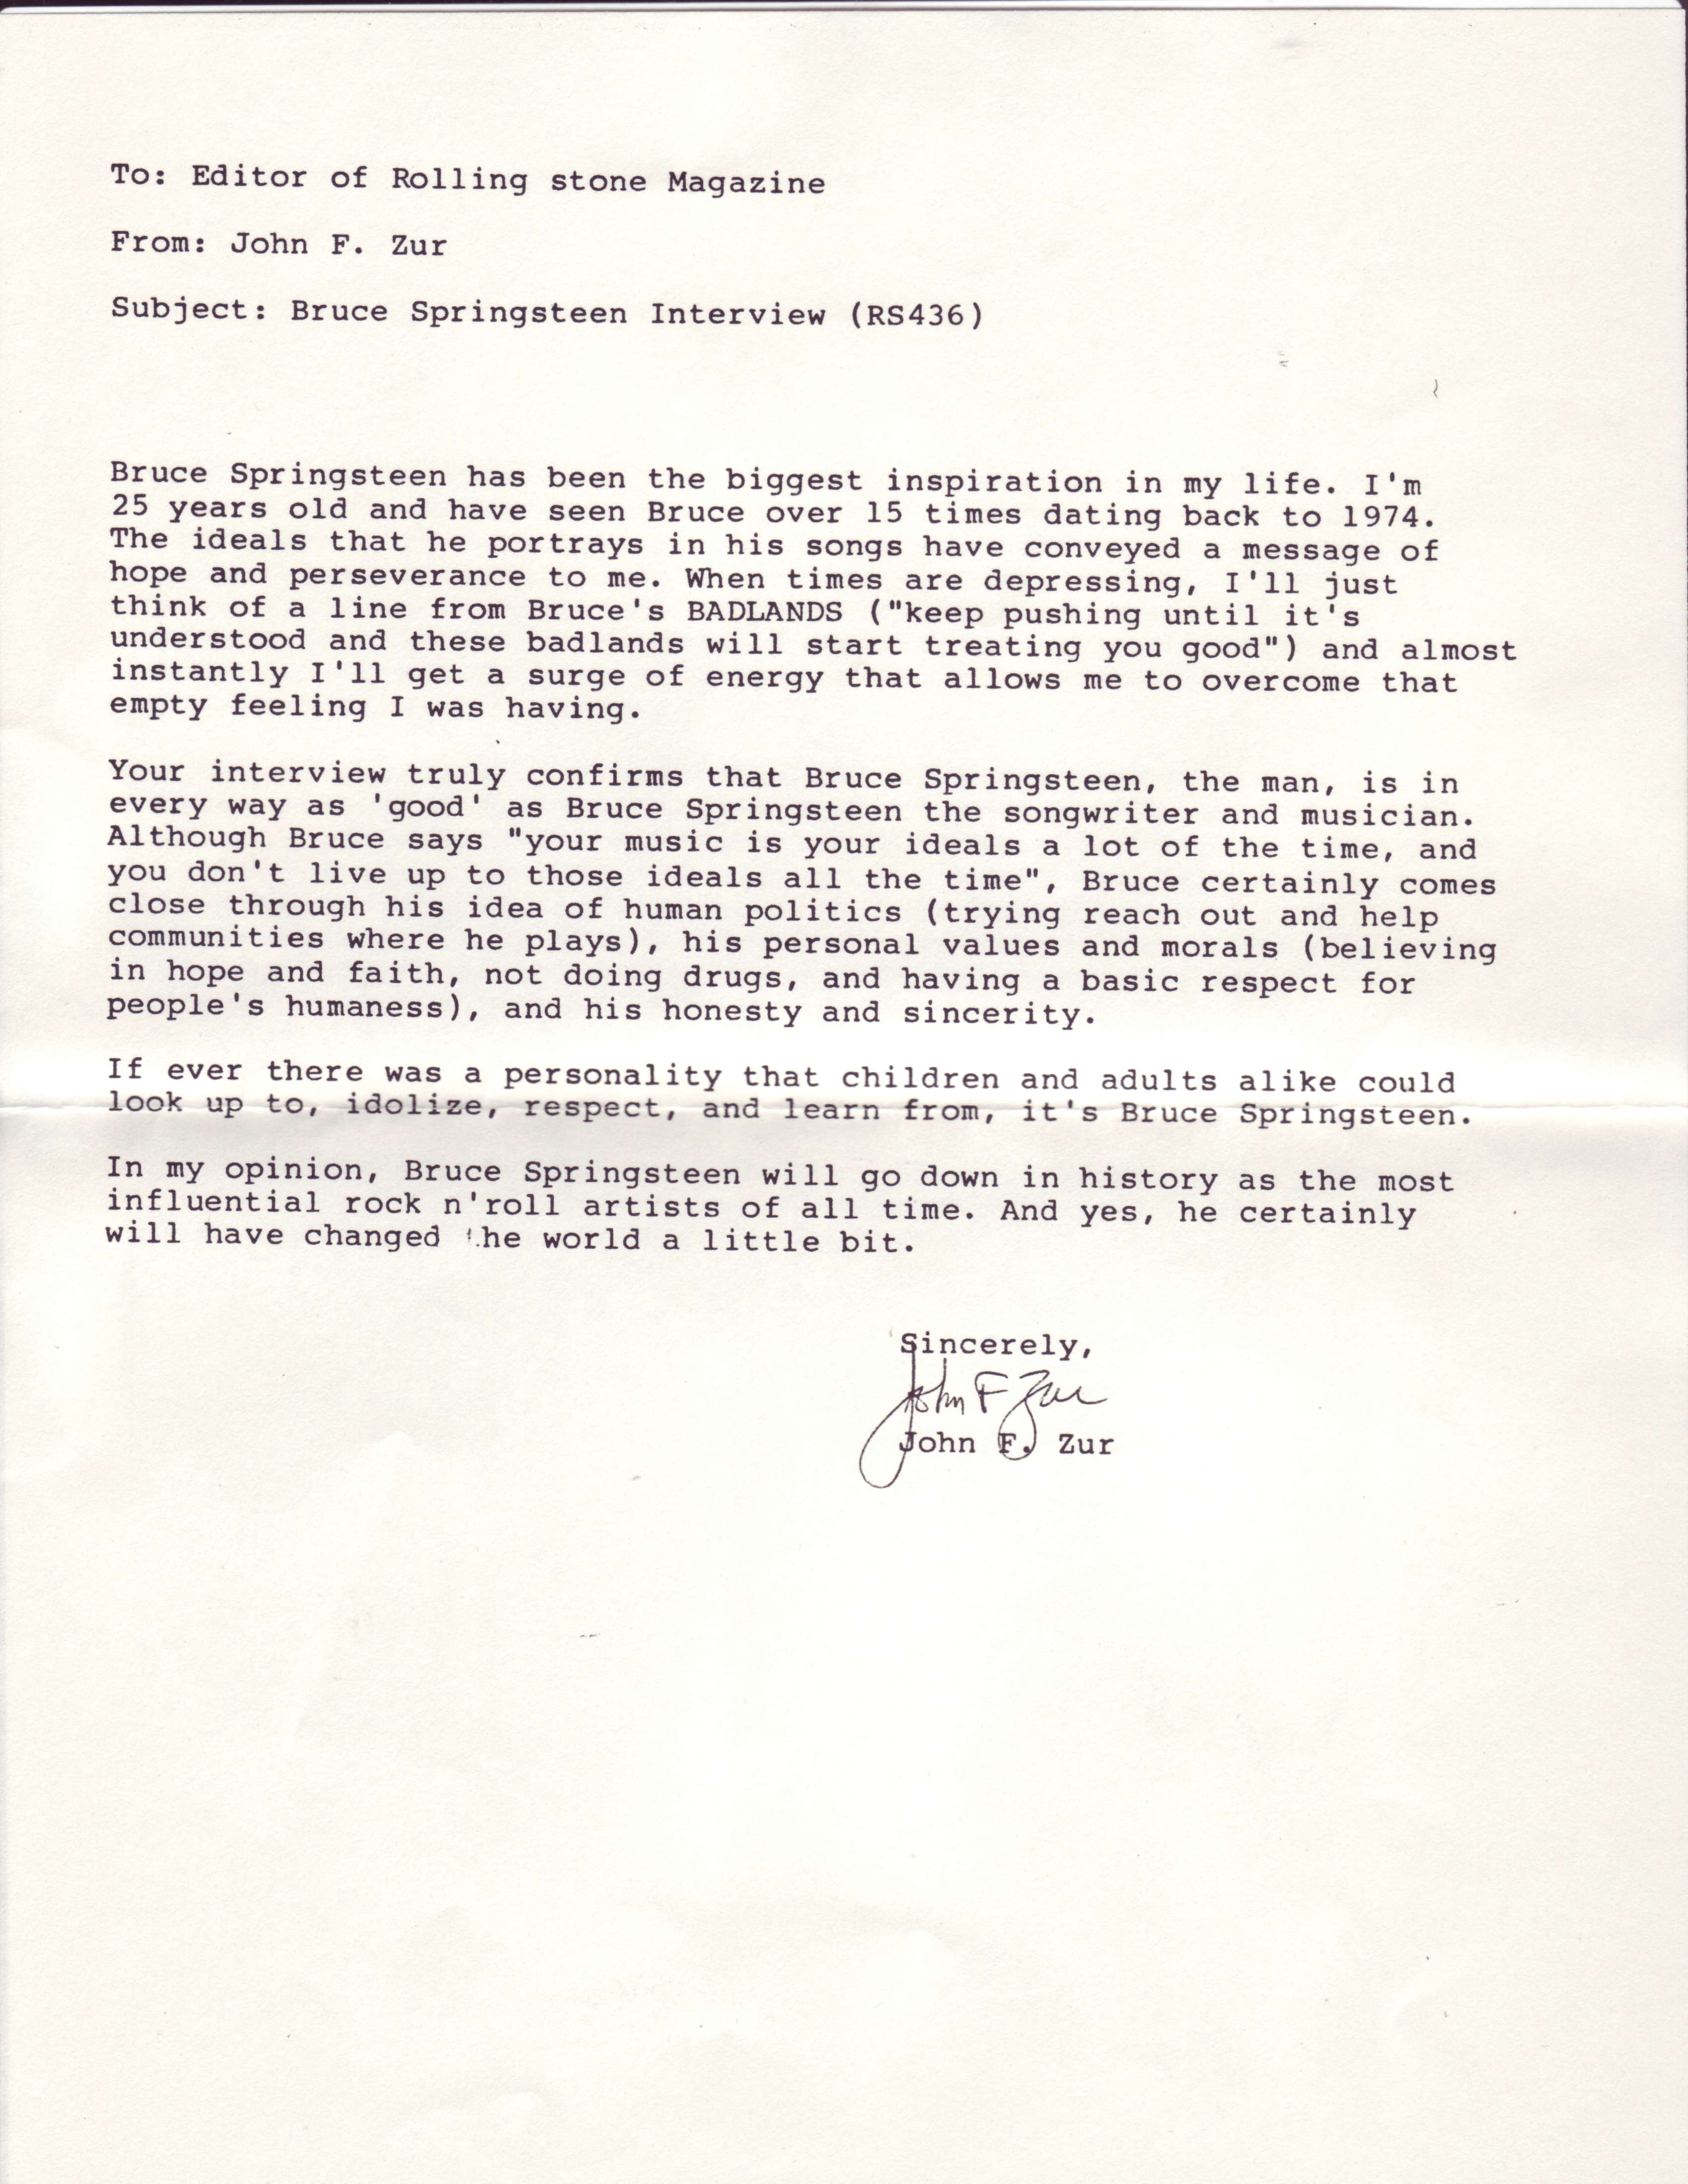 To: Editor of Rolling stone Magazine
From: John F. Zur
Subject: Bruce Springsteen Interview (RS436)
Bruce Springsteen has been the biggest inspiration in my life. I'm
25 years old and have seen Bruce over 15 times dating back to 1974.
The ideals that he portrays in his songs have conveyed a message of
hope and perseverance to me. When times are depressing, I'll just
think of a line from Bruce's BADLANDS ("keep pushing until it's
understood and these badlands will start treating you good") and almost
instantly I'll get a surge of energy that allows me to overcome that
empty feeling I was having.
Your interview truly confirms that Bruce Springsteen, the man, is in
every way as 'good' as Bruce Springsteen the songwriter and musician.
Although Bruce says "your music is your ideals a lot of the time, and
you don't live up to those ideals all the time", Bruce certainly comes
close through his idea of human politics (trying reach out and help
communities where he plays), his personal values and morals (believing
in hope and faith, not doing drugs, and having a basic respect for
people's humaness), and his honesty and sincerity.
If ever there was a personality that children and adults alike could
look up to, idolize, respect, and learn from, it's Bruce Springsteen.
In my opinion, Bruce Springsteen will go down in history as the most
influential rock n'roll artists of all time. And yes, he certainly
will have changed the world a little bit.
Sincerely,
John F Zur
John F. Zur